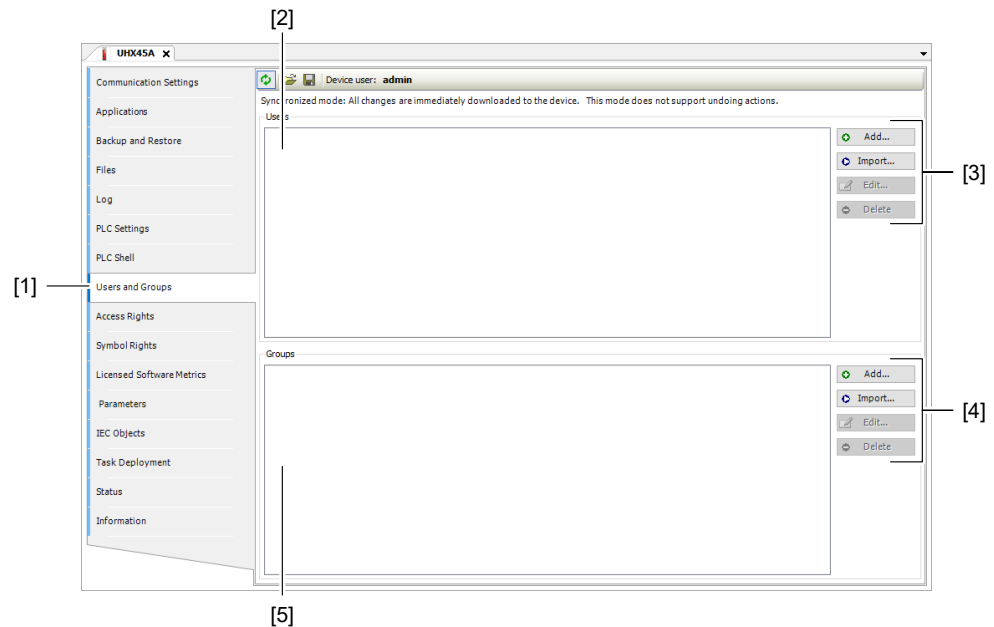 [2]
UHX45A
Communication Settings
Applications
Backup and Restore
Files
Log
PLC Settings
PLC Shell
[1]
Users and Groups
Access Rights
Symbol Rights
Licensed Software Metrics
Parameters
IEC Objects
Task Deployment
Status
Information
Device user: admin
Synchronized mode: All changes are immediately downloaded to the device. This mode does not support undoing actions.
Users
Add...
Import...
Edit...
Delete
[3]
Groups
Add...
Import...
Edit...
Delete
[4]
[5]